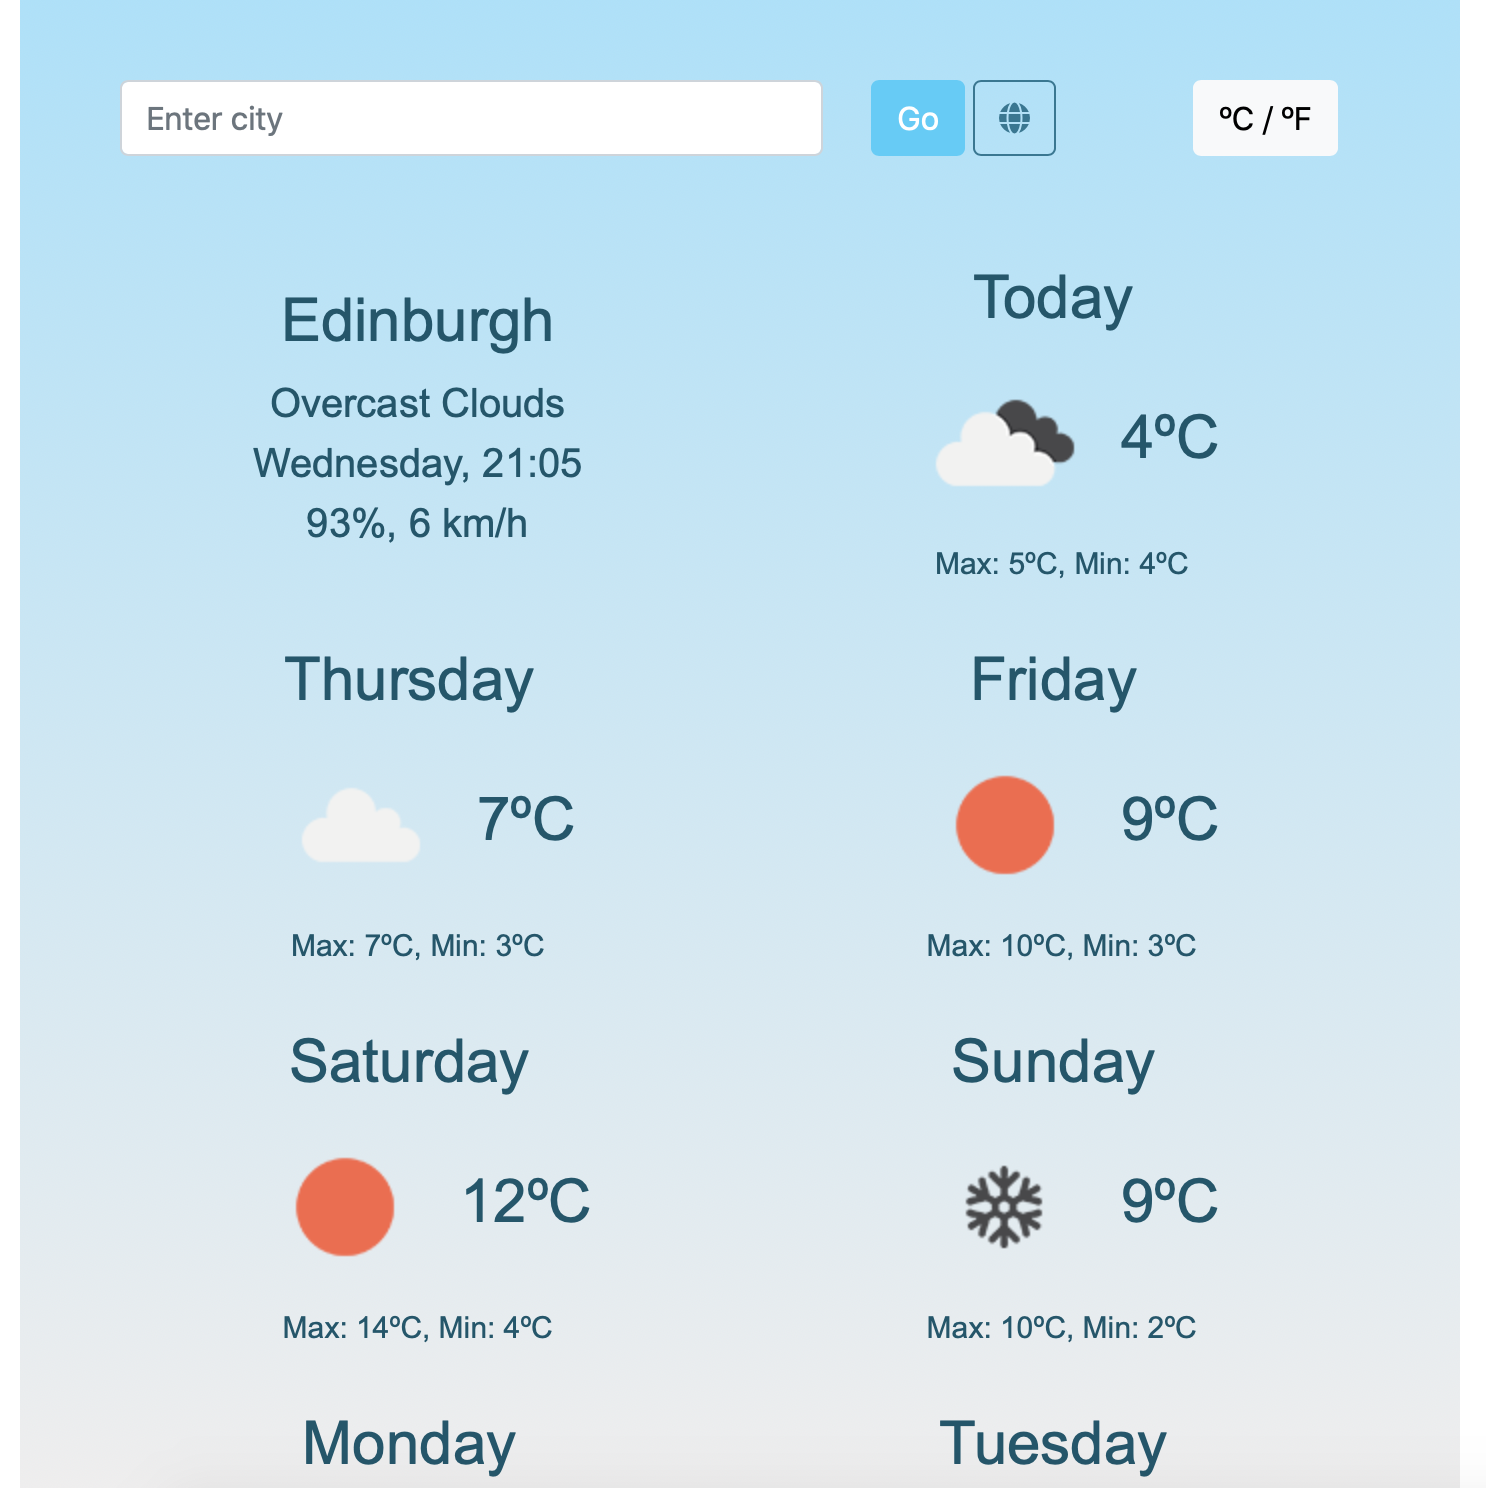 Enter city
Go
ºC / ºF
Edinburgh
Overcast Clouds
Wednesday, 21:05
93%, 6 km/h
Today
4ºC
Max: 5ºC, Min: 4ºC
Thursday
7ºC
Max: 7ºC, Min: 3ºC
Friday
9ºC
Max: 10ºC, Min: 3ºC
Saturday
12ºC
Max: 14ºC, Min: 4ºC
Sunday
9ºC
Max: 10ºC, Min: 2ºC
Monday
Tuesday